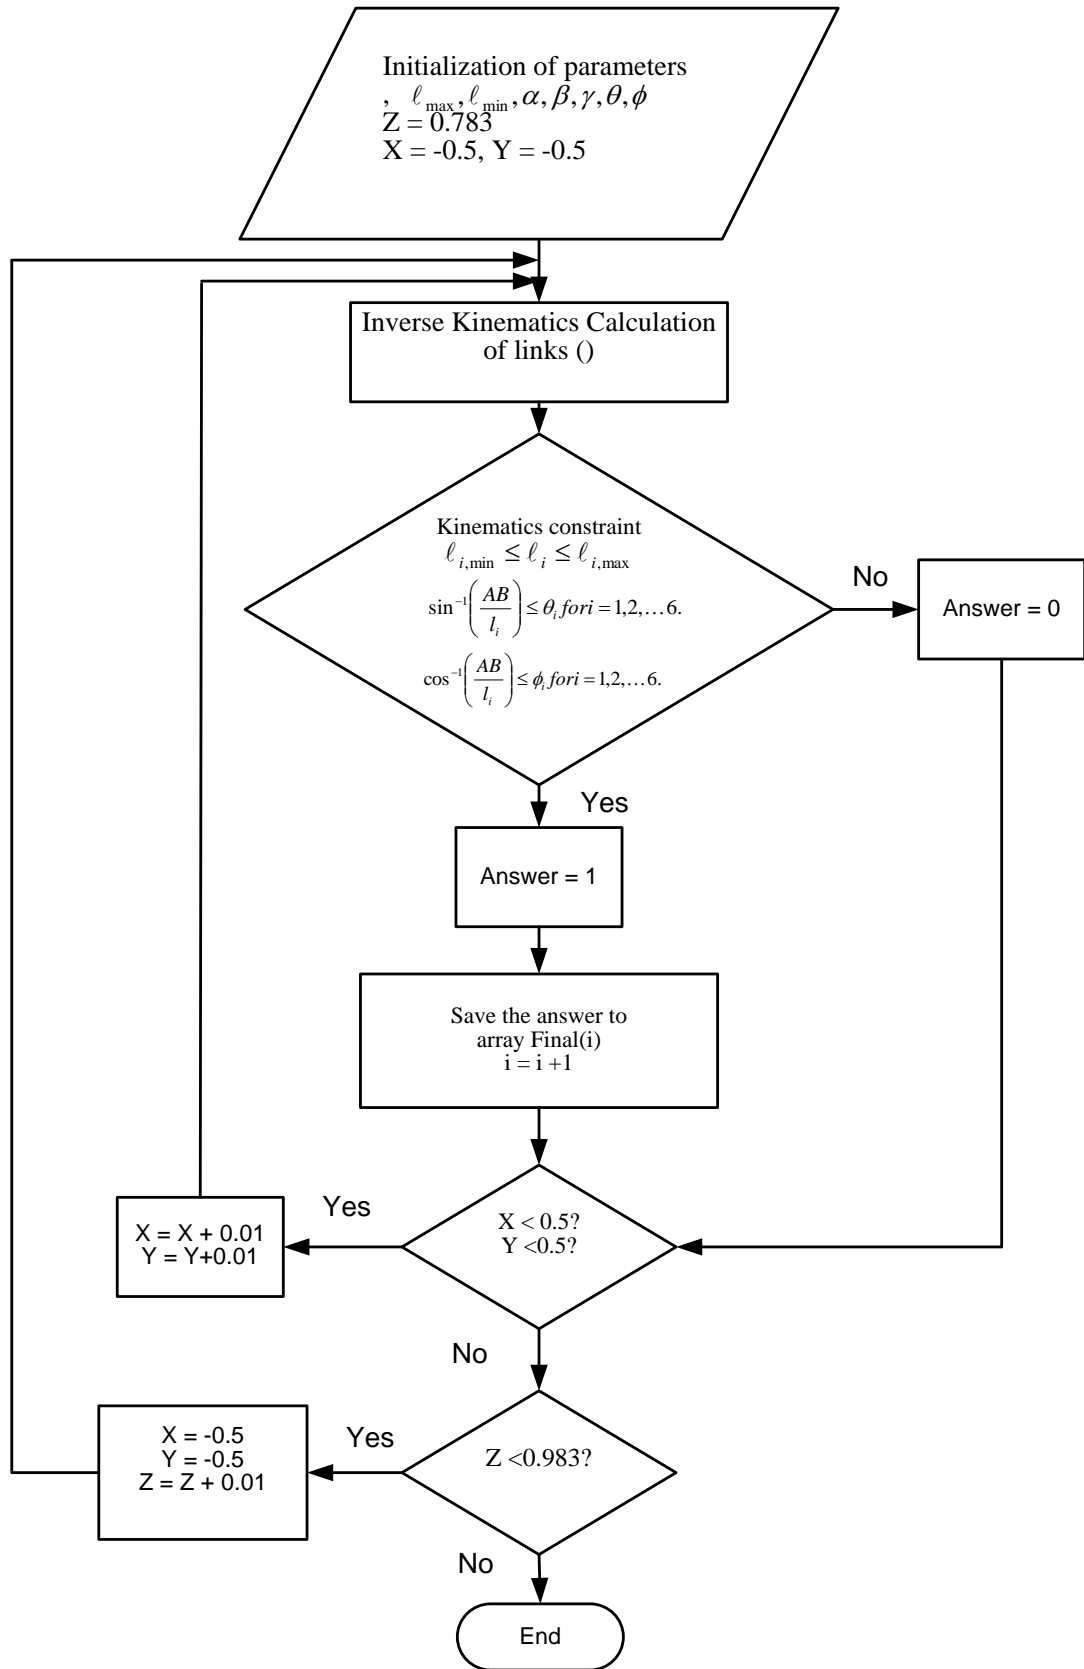 Initialization of parameters
, ℓmax, ℓmin, α, β, γ, θ, ϕ
Z = 0.783
X = -0.5, Y = -0.5
Inverse Kinematics Calculation
of links ()
Kinematics constraint
ℓi,min ≤ ℓi ≤ ℓi,max
sin⁻¹(AB/li) ≤ θi fori = 1,2,…6.
cos⁻¹(AB/li) ≤ ϕi fori = 1,2,…6.
No
Answer = 0
Yes
Answer = 1
Save the answer to
array Final(i)
i = i +1
X < 0.5?
Y <0.5?
Yes
X = X + 0.01
Y = Y+0.01
No
Z <0.983?
Yes
X = -0.5
Y = -0.5
Z = Z + 0.01
No
End